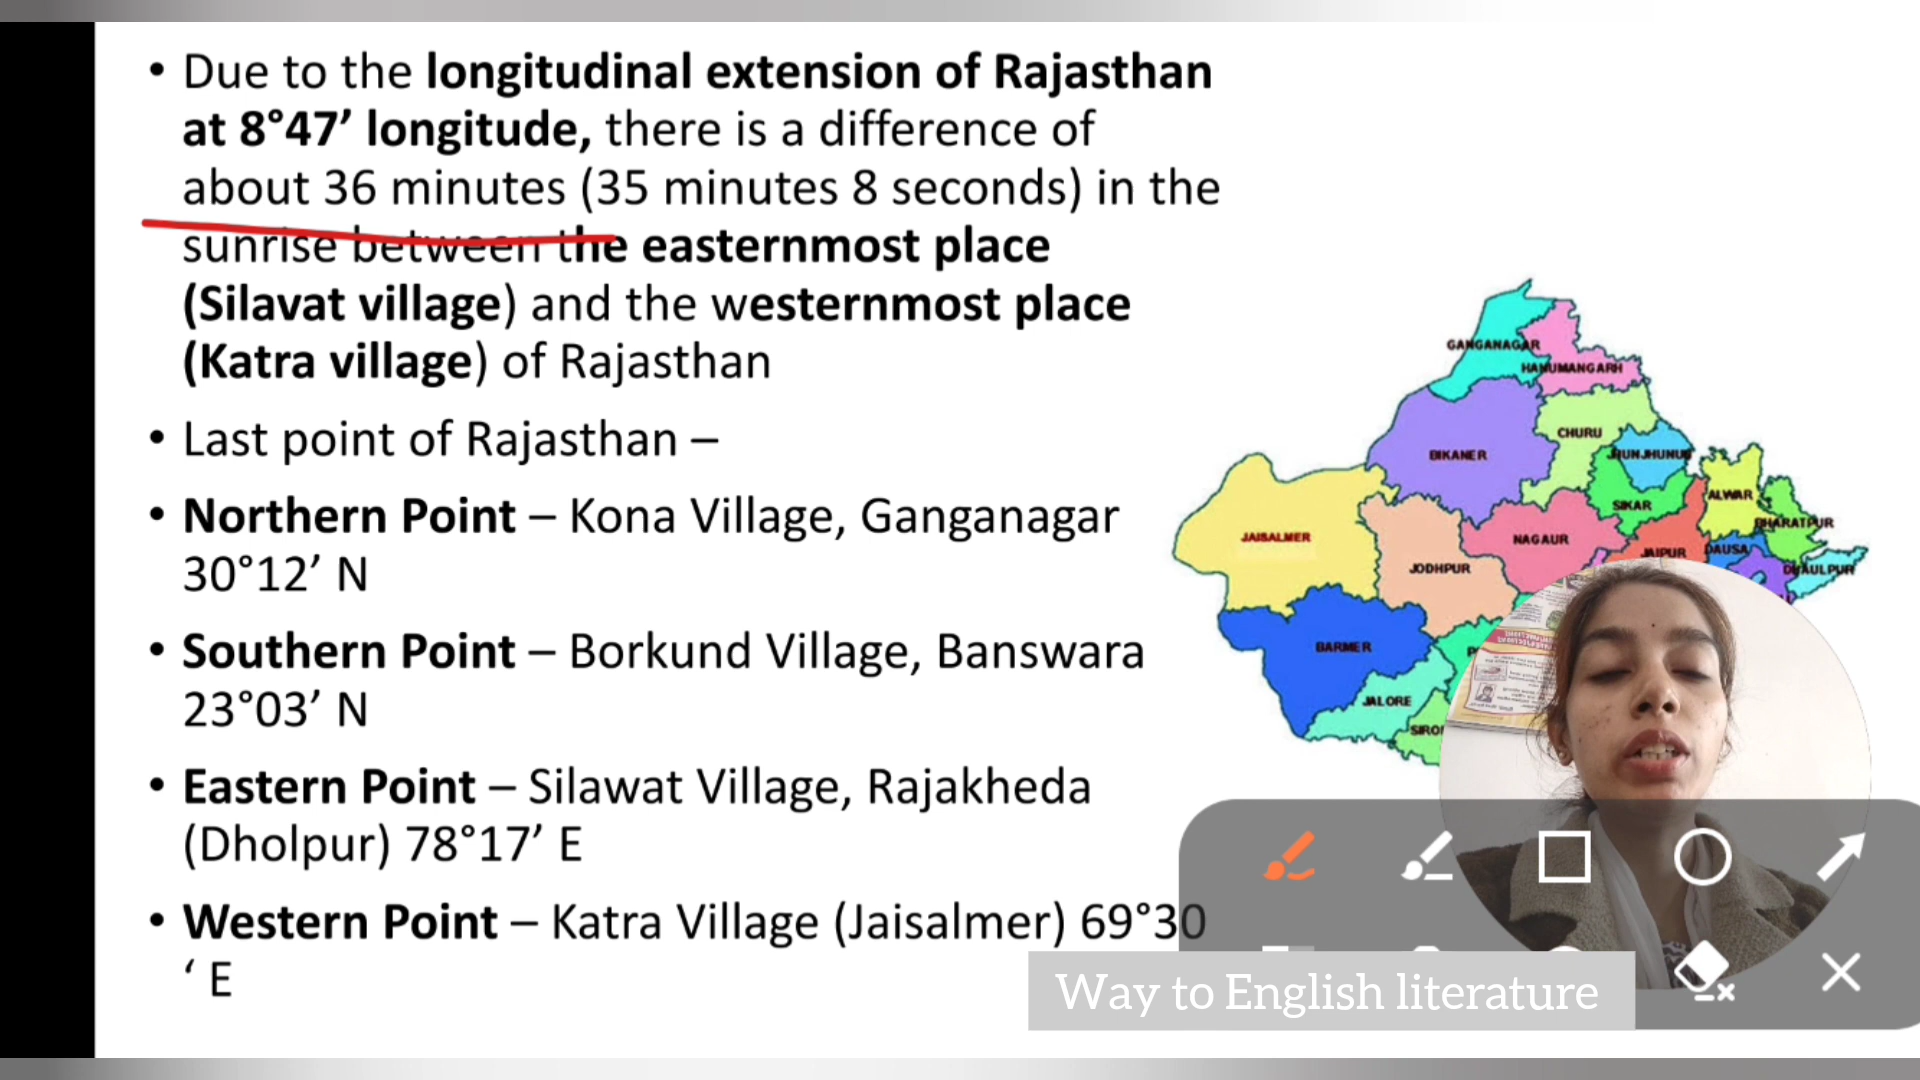 • Due to the longitudinal extension of Rajasthan
at 8°47’ longitude, there is a difference of
about 36 minutes (35 minutes 8 seconds) in the
sunrise between the easternmost place
(Silavat village) and the westernmost place
(Katra village) of Rajasthan
• Last point of Rajasthan –
• Northern Point – Kona Village, Ganganagar
30°12’ N
• Southern Point – Borkund Village, Banswara
23°03’ N
• Eastern Point – Silawat Village, Rajakheda
(Dholpur) 78°17’ E
• Western Point – Katra Village (Jaisalmer) 69°30
‘ E
GANGANAGAR
HANUMANGARH
CHURU
BIKANER
JHUNJHUNUN
SIKAR
ALWAR
BHARATPUR
JAISALMER
NAGAUR
JAIPUR
DAUSA
JODHPUR
DHAULPUR
BARMER
JALORE
SIRO
Way to English literature